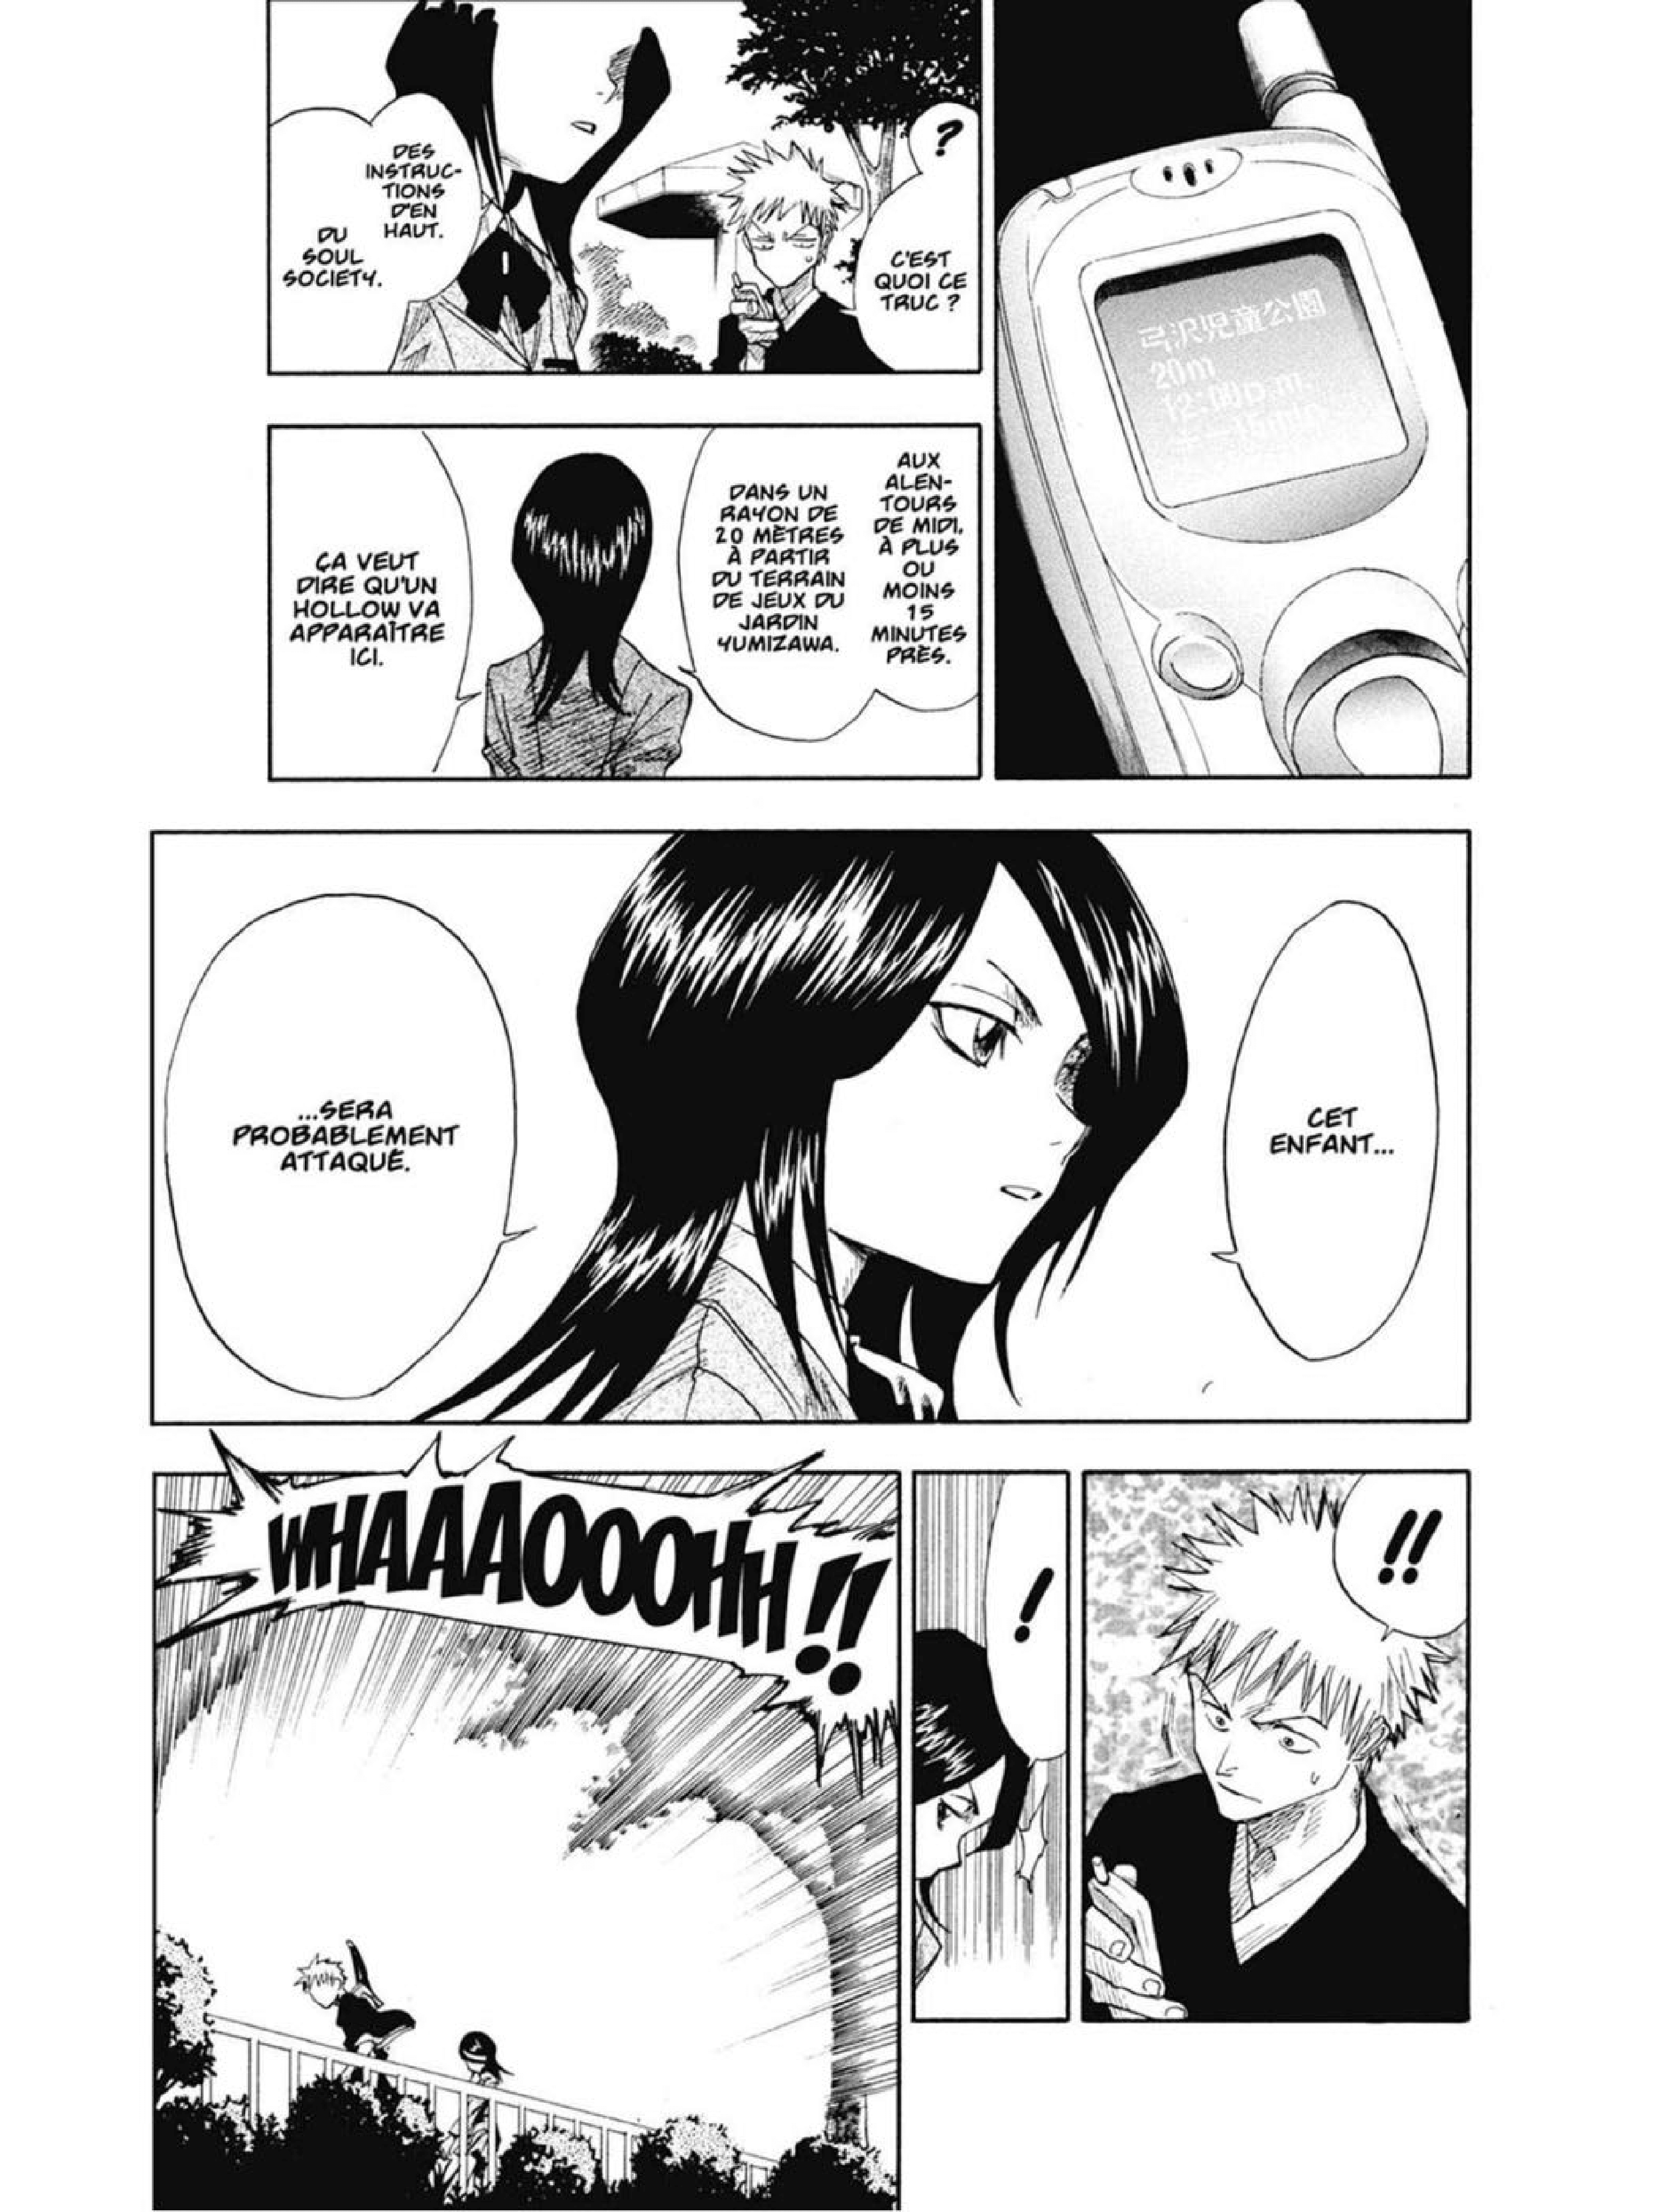 弓沢児童公園
20m
12:00p.m.
±15min.
?
C'EST
QUOI CE
TRUC ?
DES
INSTRUC-
TIONS
D'EN
HAUT.
DU
SOUL
SOCIETY.
AUX
ALEN-
TOURS
DE MIDI,
À PLUS
OU
MOINS
15
MINUTES
PRÈS.
DANS UN
RAYON DE
20 MÈTRES
À PARTIR
DU TERRAIN
DE JEUX DU
JARDIN
YUMIZAWA.
ÇA VEUT
DIRE QU'UN
HOLLOW VA
APPARAÎTRE
ICI.
CET
ENFANT...
...SERA
PROBABLEMENT
ATTAQUÉ.
!!
!
WHAAAOOOHH !!